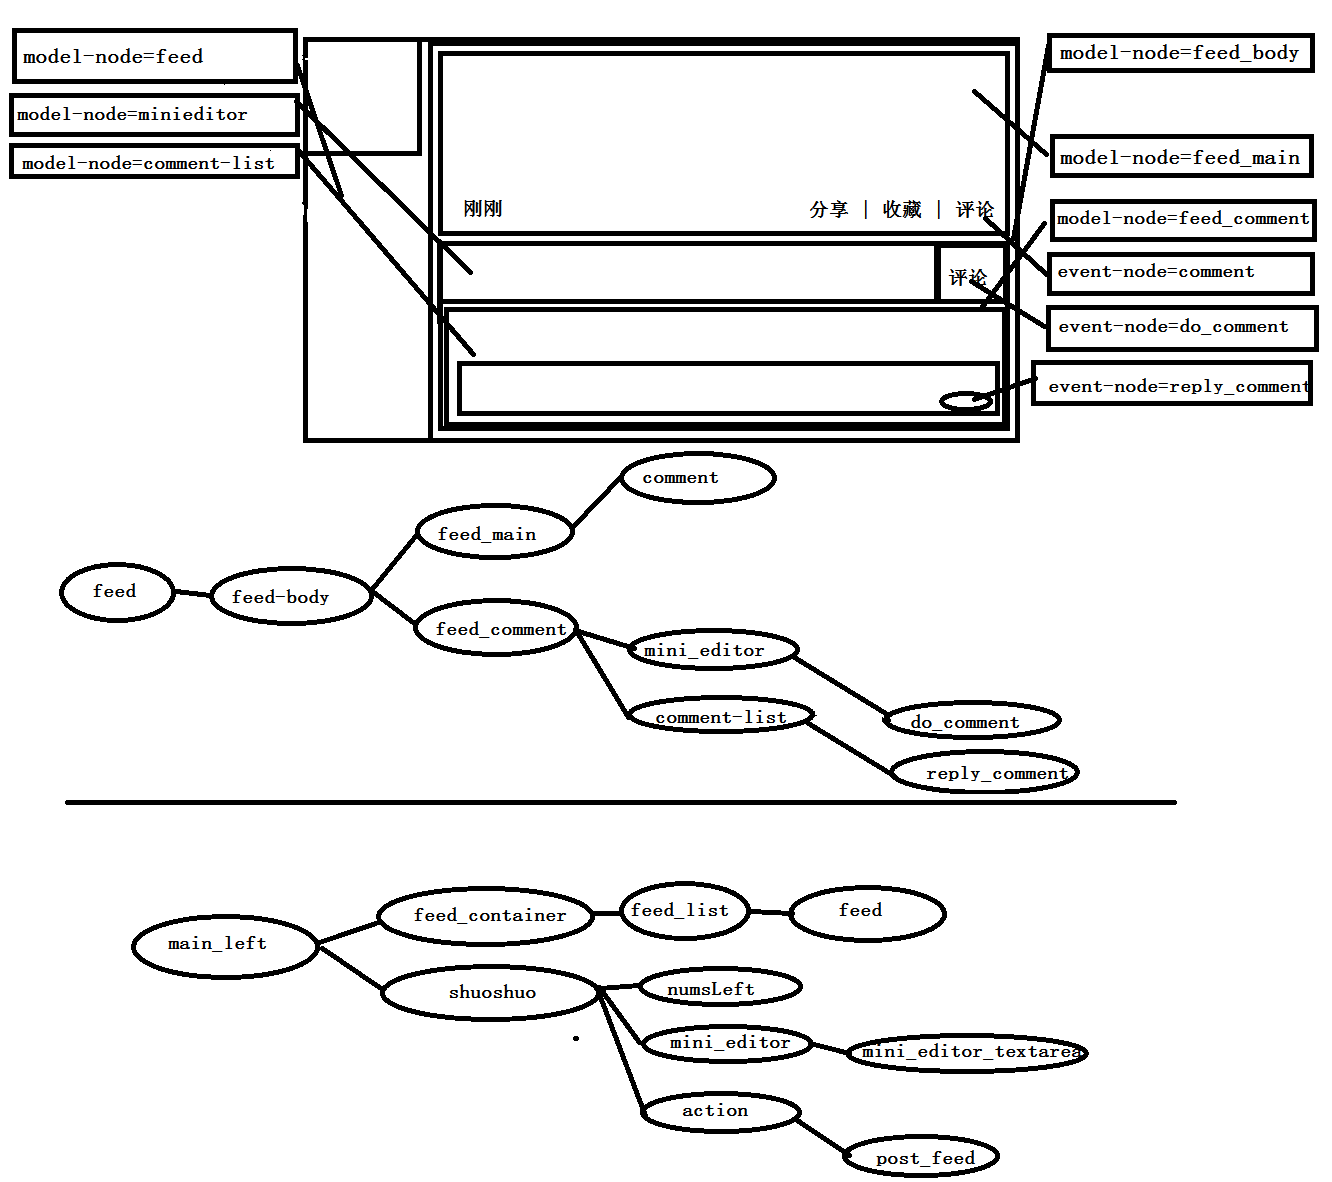 model-node=feed
model-node=minieditor
model-node=comment-list
刚刚
分享 | 收藏 | 评论
评论
model-node=feed_body
model-node=feed_main
model-node=feed_comment
event-node=comment
event-node=do_comment
event-node=reply_comment
comment
feed_main
feed
feed-body
feed_comment
mini_editor
comment-list
do_comment
reply_comment
feed_container
feed_list
feed
main_left
shuoshuo
numsLeft
mini_editor
mini_editor_textarea
action
post_feed